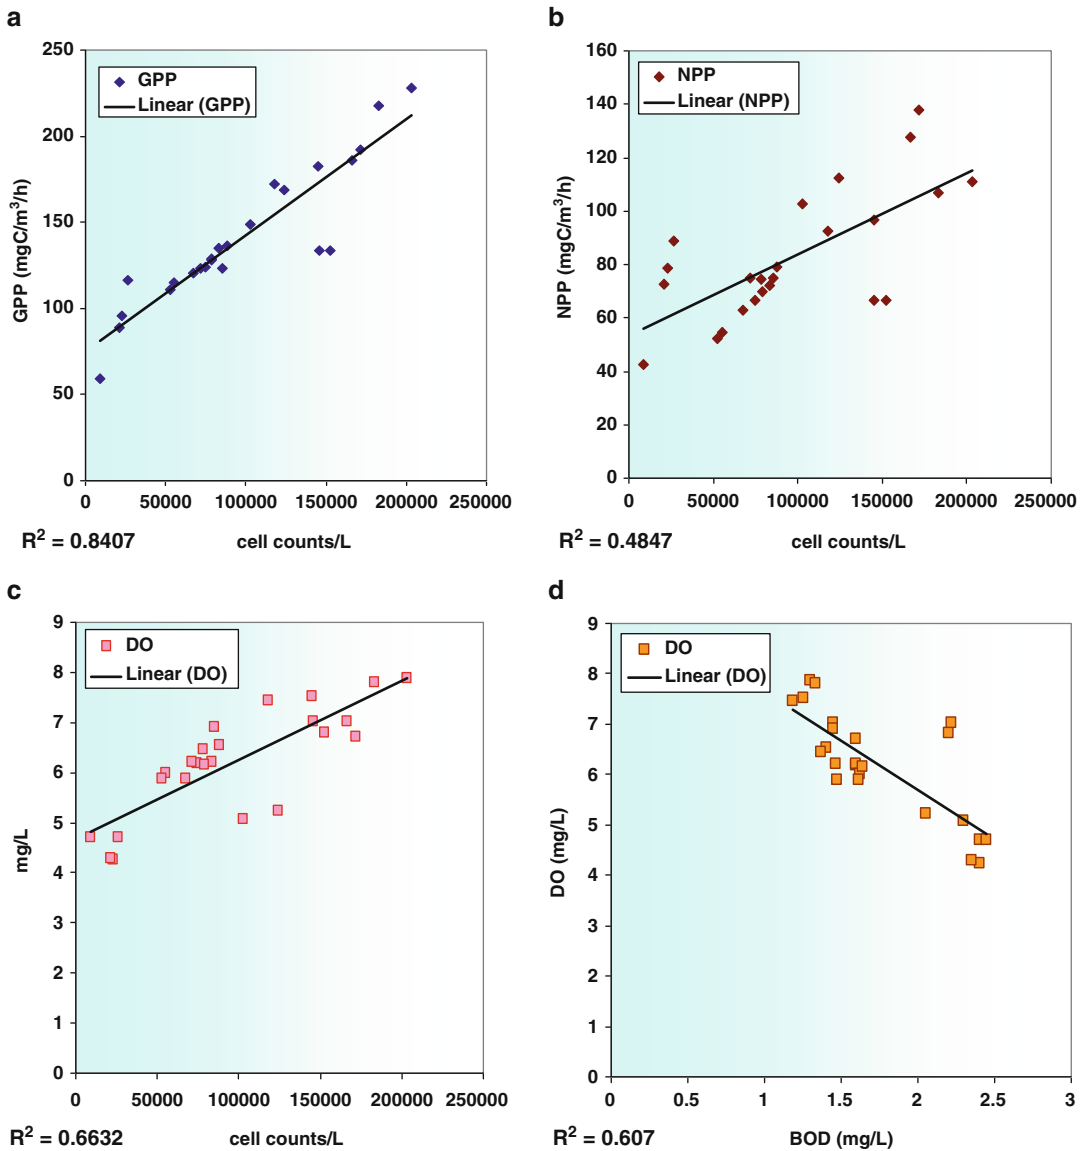 a
250
200
150
100
50
0
GPP (mgC/m³/h)
GPP
Linear (GPP)
0 50000 100000 150000 200000 250000
R² = 0.8407 cell counts/L
b
160
140
120
100
80
60
40
20
0
NPP (mgC/m³/h)
NPP
Linear (NPP)
0 50000 100000 150000 200000 250000
R² = 0.4847 cell counts/L
c
9
8
7
6
5
4
3
2
1
0
mg/L
DO
Linear (DO)
0 50000 100000 150000 200000 250000
R² = 0.6632 cell counts/L
d
9
8
7
6
5
4
3
2
1
0
DO (mg/L)
DO
Linear (DO)
0 0.5 1 1.5 2 2.5 3
R² = 0.607 BOD (mg/L)